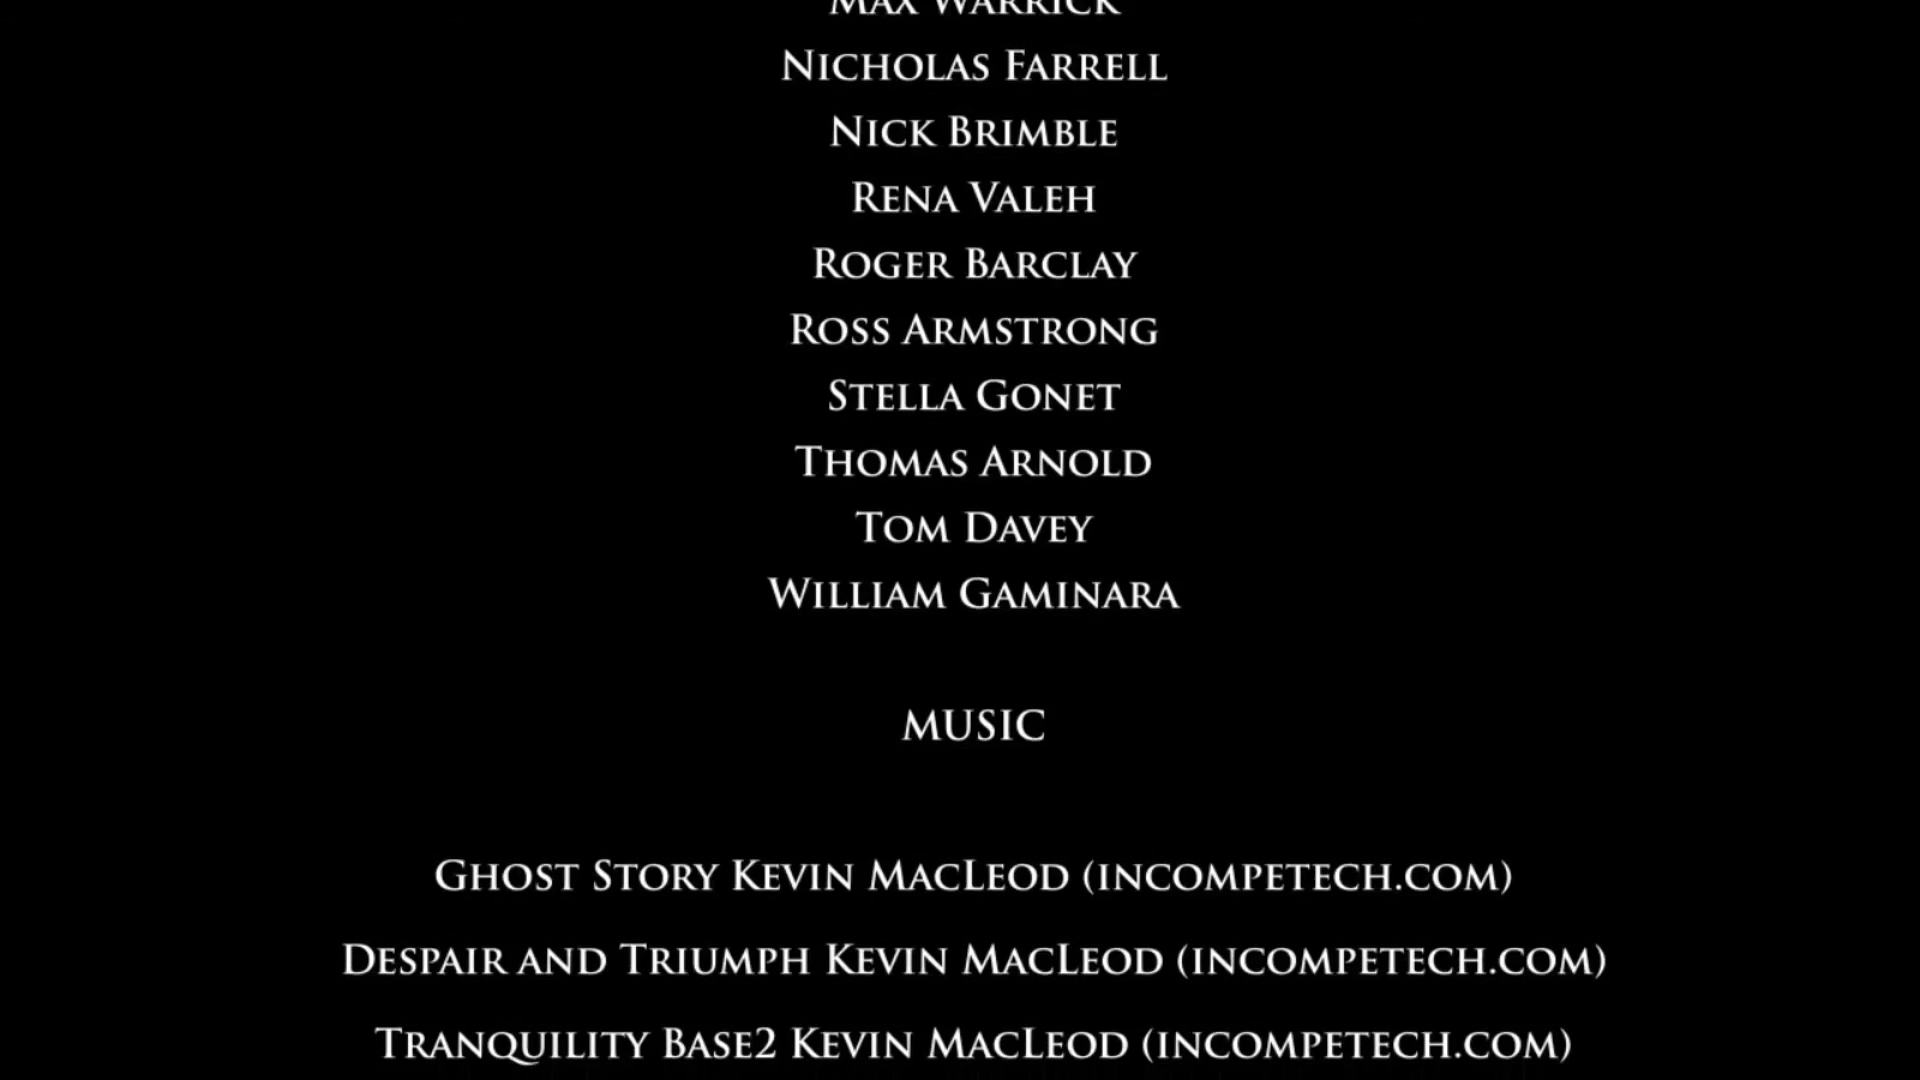 Max Warrick
Nicholas Farrell
Nick Brimble
Rena Valeh
Roger Barclay
Ross Armstrong
Stella Gonet
Thomas Arnold
Tom Davey
William Gaminara
MUSIC
Ghost Story Kevin MacLeod (incompetech.com)
Despair and Triumph Kevin MacLeod (incompetech.com)
Tranquility Base2 Kevin MacLeod (incompetech.com)